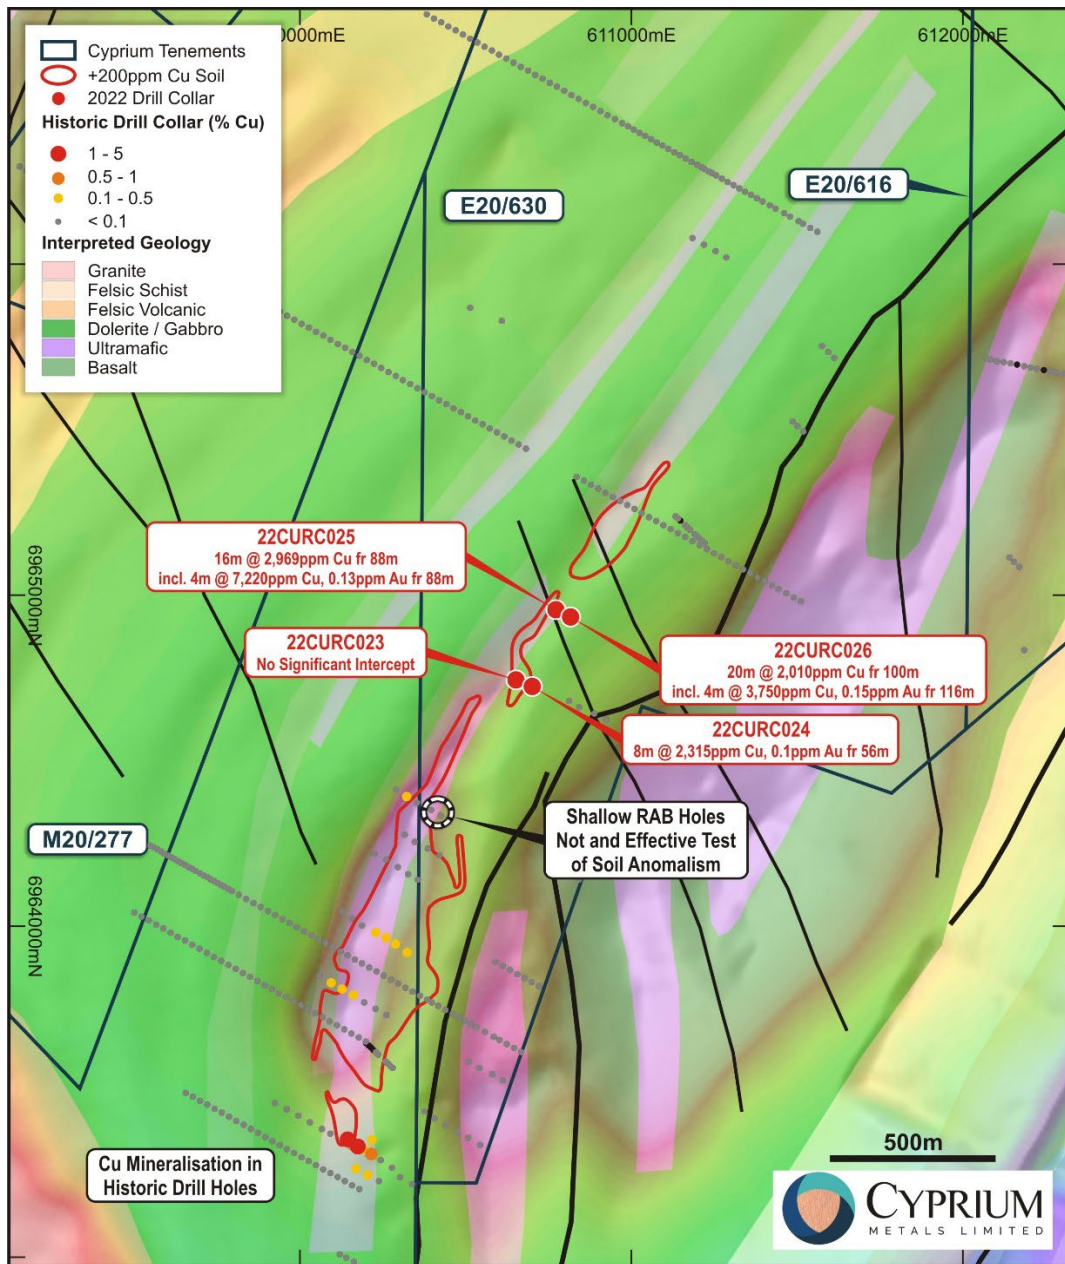 0000mE
611000mE
612000mE
Cyprium Tenements
+200ppm Cu Soil
2022 Drill Collar
Historic Drill Collar (% Cu)
1 - 5
0.5 - 1
0.1 - 0.5
< 0.1
Interpreted Geology
Granite
Felsic Schist
Felsic Volcanic
Dolerite / Gabbro
Ultramafic
Basalt
E20/630
E20/616
22CURC025
16m @ 2,969ppm Cu fr 88m
incl. 4m @ 7,220ppm Cu, 0.13ppm Au fr 88m
6965000mN
22CURC023
No Significant Intercept
22CURC026
20m @ 2,010ppm Cu fr 100m
incl. 4m @ 3,750ppm Cu, 0.15ppm Au fr 116m
22CURC024
8m @ 2,315ppm Cu, 0.1ppm Au fr 56m
M20/277
Shallow RAB Holes
Not and Effective Test
of Soil Anomalism
6964000mN
Cu Mineralisation in
Historic Drill Holes
500m
CYPRIUM
METALS LIMITED